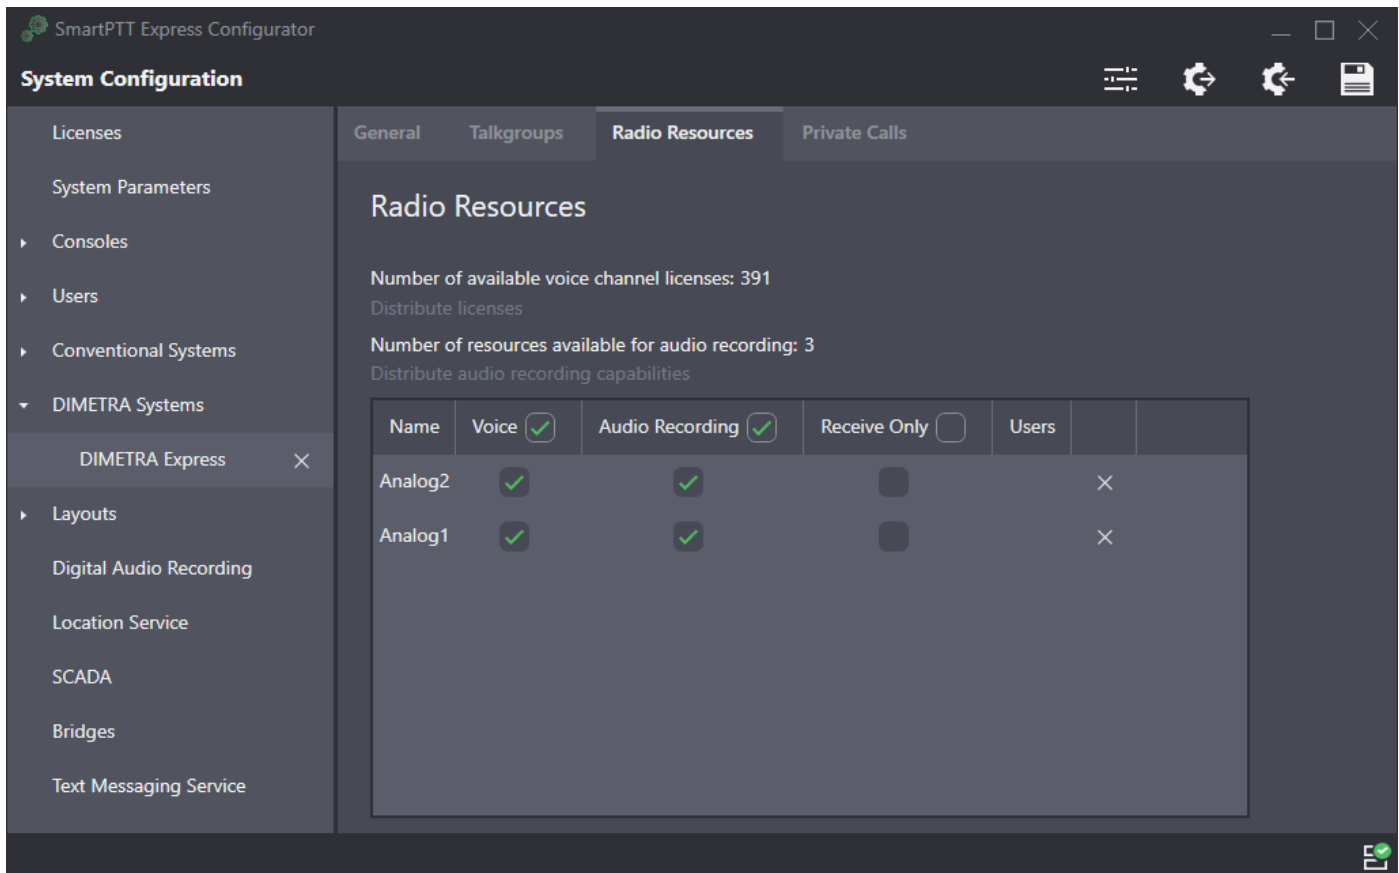 SmartPTT Express Configurator
System Configuration
Licenses
System Parameters
Consoles
Users
Conventional Systems
DIMETRA Systems
DIMETRA Express
Layouts
Digital Audio Recording
Location Service
SCADA
Bridges
Text Messaging Service
General Talkgroups Radio Resources Private Calls
Radio Resources
Number of available voice channel licenses: 391
Distribute licenses
Number of resources available for audio recording: 3
Distribute audio recording capabilities
Name Voice Audio Recording Receive Only Users
Analog2
Analog1